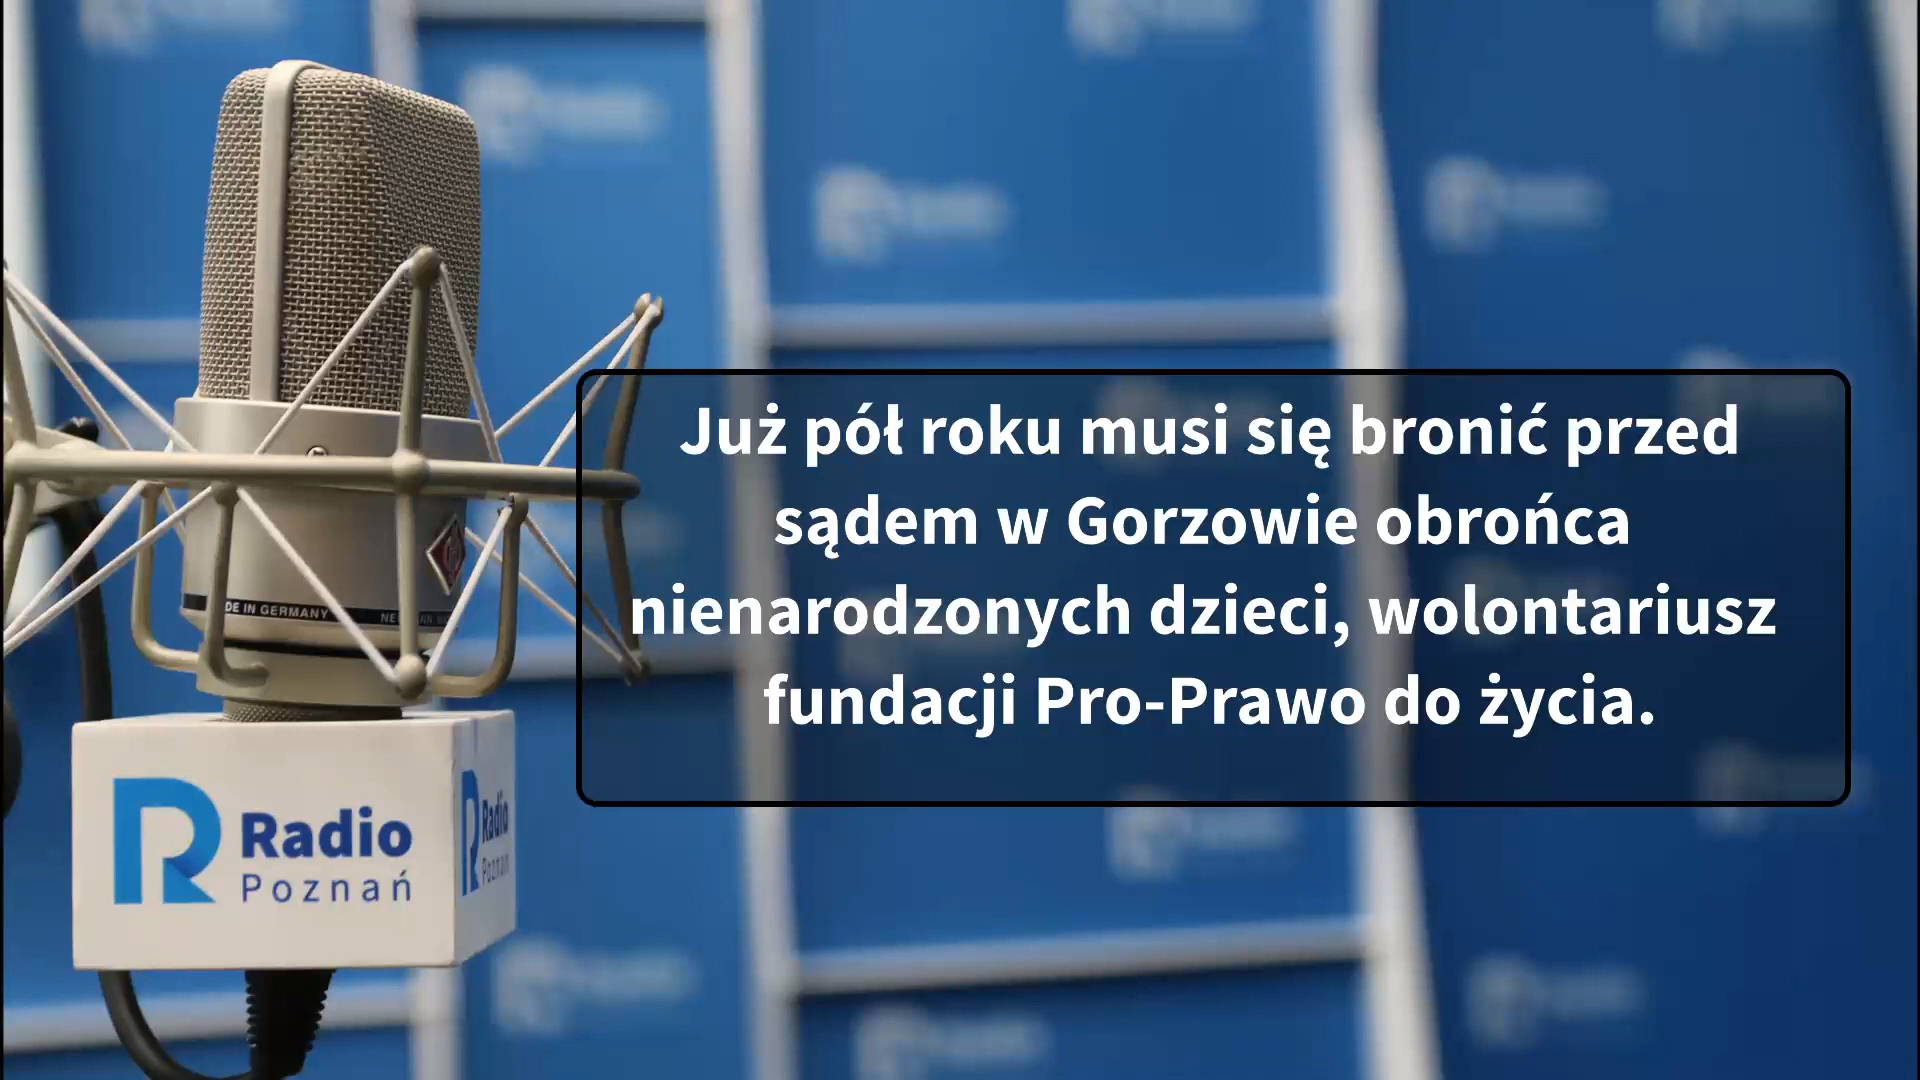 Już pół roku musi się bronić przed
sądem w Gorzowie obrońca
nienarodzonych dzieci, wolontariusz
fundacji Pro-Prawo do życia.
DE IN GERMANY
Radio
Poznań
Radio
Poznań